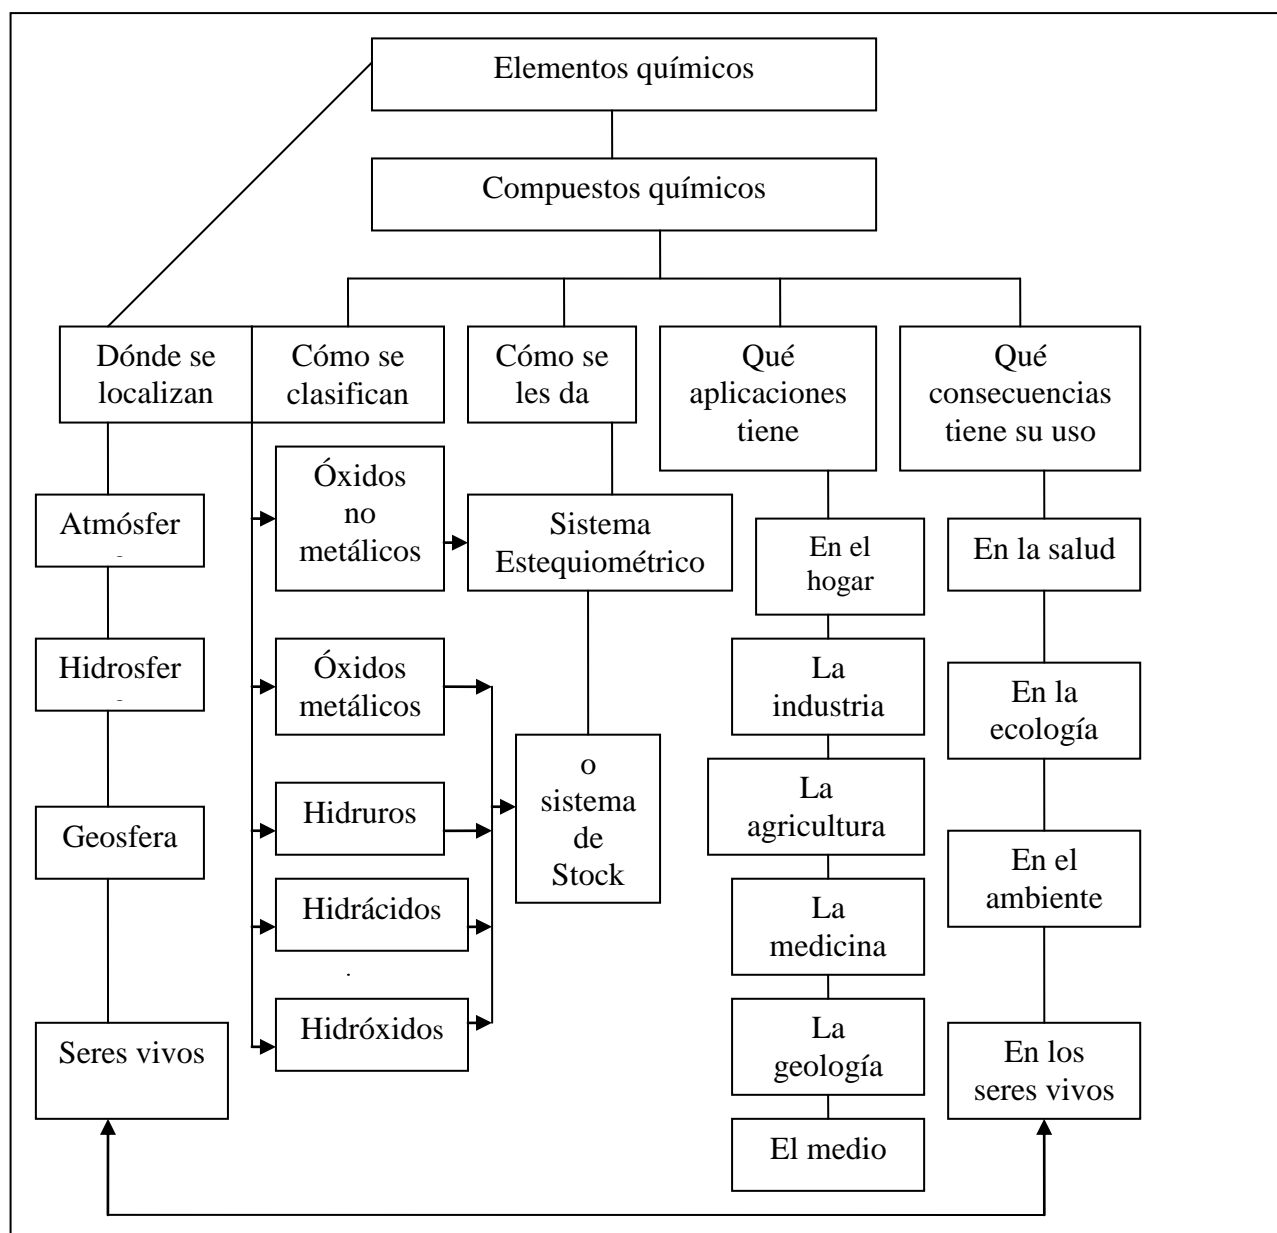 Elementos químicos
Compuestos químicos
Dónde se
localizan
Cómo se
clasifican
Cómo se
les da
Qué
aplicaciones
tiene
Qué
consecuencias
tiene su uso
Atmósfer
Hidrosfer
Geosfera
Seres vivos
Óxidos
no
metálicos
Óxidos
metálicos
Hidruros
Hidrácidos
Hidróxidos
Sistema
Estequiométrico
o
sistema
de
Stock
En el
hogar
La
industria
La
agricultura
La
medicina
La
geología
El medio
En la salud
En la
ecología
En el
ambiente
En los
seres vivos